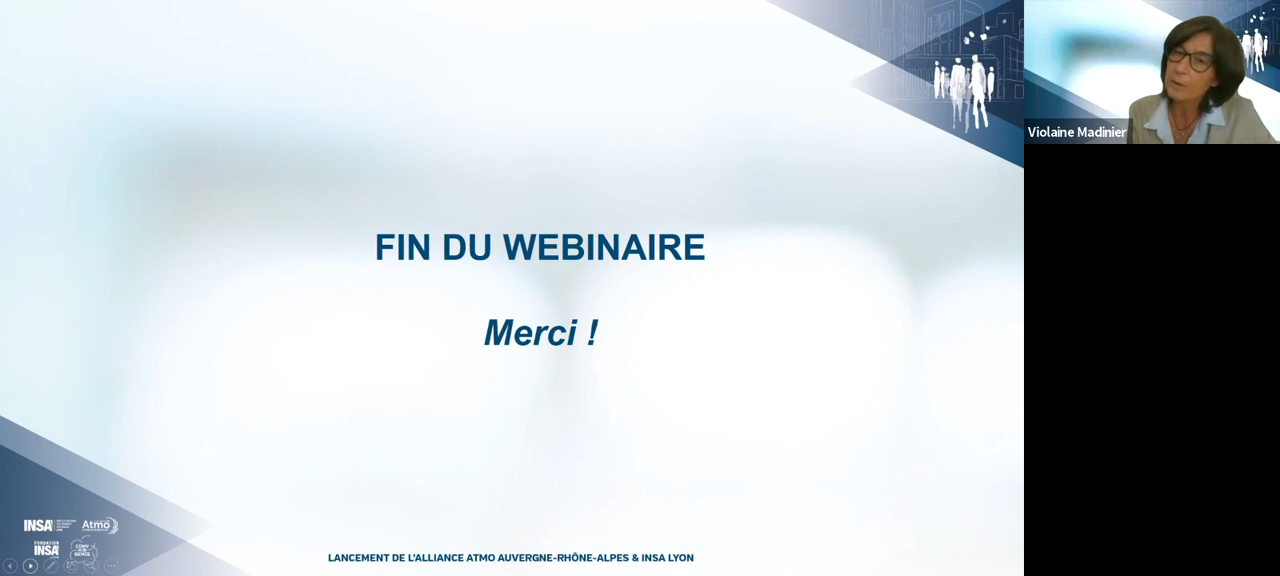 FIN DU WEBINAIRE
Merci !
Violaine Madinier
INSA
Atmo
FONDATION
INSA
LANCEMENT DE L'ALLIANCE ATMO AUVERGNE-RHÔNE-ALPES & INSA LYON